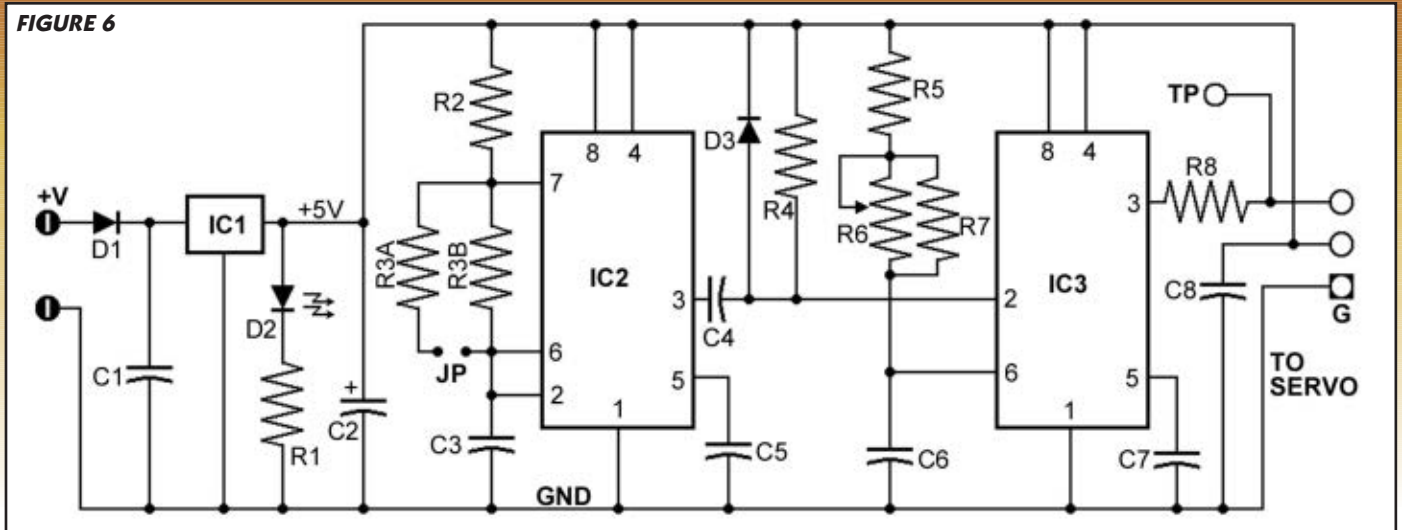 FIGURE 6
+V
D1
C1
IC1
+5V
D2
R1
+
C2
R2
R3A
R3B
JP
C3
7
6
2
8
4
IC2
3
5
1
GND
C4
C5
D3
R4
R5
R6
R7
C6
8
4
2
6
IC3
3
5
1
C7
R8
TP
C8
G
TO
SERVO